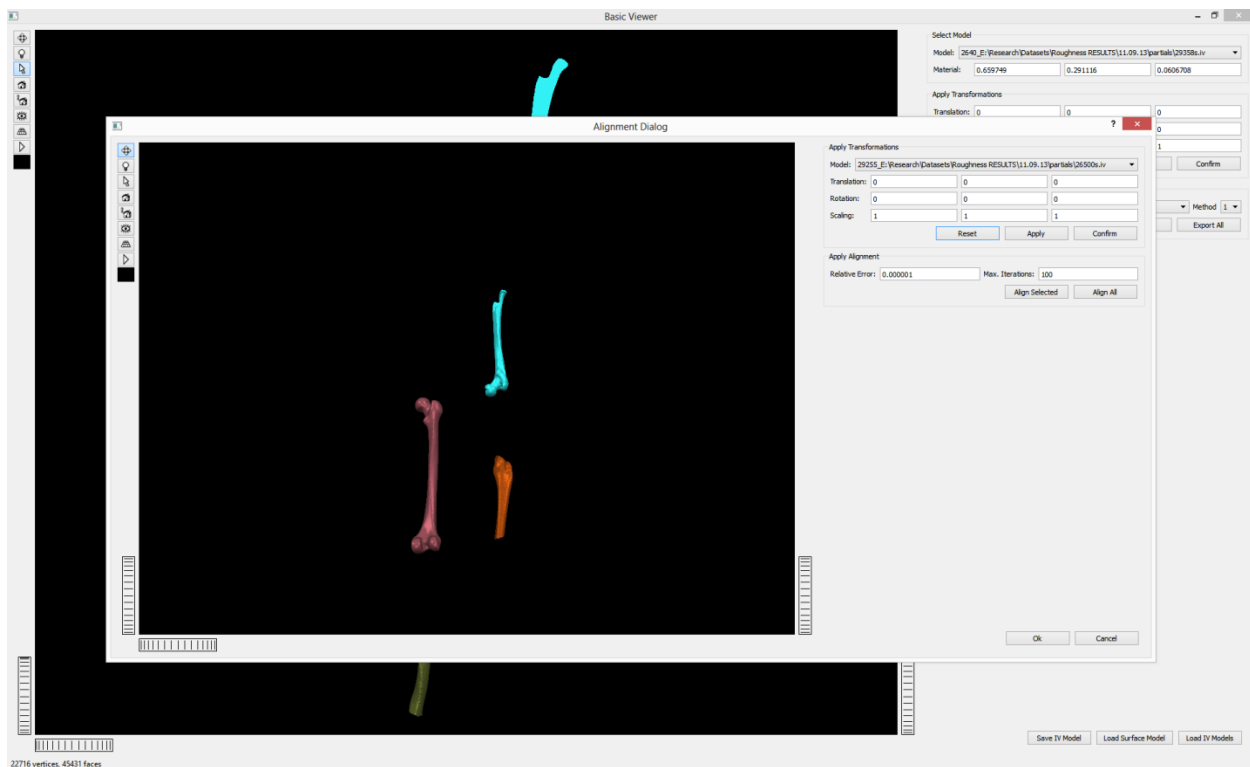 Basic Viewer
Select Model
Model: 2640_E:\Research\Datasets\Roughness RESULTS\11.09.13\partials\29358s.iv
Material: 0.659749 0.291116 0.0606708
Apply Transformations
Translation: 0 0 0
0
1
Confirm
Method 1
Export All
Alignment Dialog
?
Apply Transformations
Model: 29255_E:\Research\Datasets\Roughness RESULTS\11.09.13\partials\26500s.iv
Translation: 0 0 0
Rotation: 0 0 0
Scaling: 1 1 1
Reset Apply Confirm
Apply Alignment
Relative Error: 0.000001 Max. Iterations: 100
Align Selected Align All
Ok Cancel
Save IV Model Load Surface Model Load IV Models
22716 vertices, 45431 faces